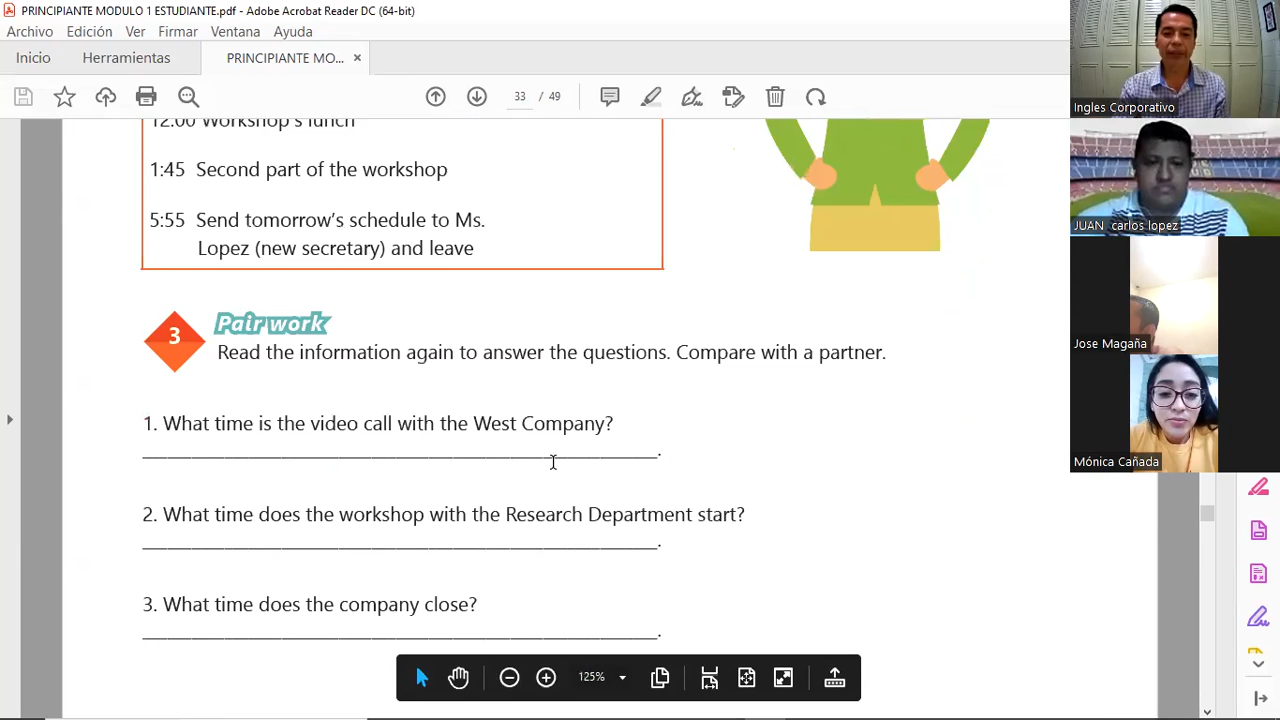 PRINCIPIANTE MODULO 1 ESTUDIANTE.pdf - Adobe Acrobat Reader DC (64-bit)
Archivo Edición Ver Firmar Ventana Ayuda
Inicio Herramientas PRINCIPIANTE MO... ×
33 / 49
12:00 Workshop's lunch
1:45 Second part of the workshop
5:55 Send tomorrow's schedule to Ms.
Lopez (new secretary) and leave
3 Pair work
Read the information again to answer the questions. Compare with a partner.
1. What time is the video call with the West Company?
2. What time does the workshop with the Research Department start?
3. What time does the company close?
125%
Ingles Corporativo
JUAN carlos lopez
Jose Magaña
Mónica Cañada